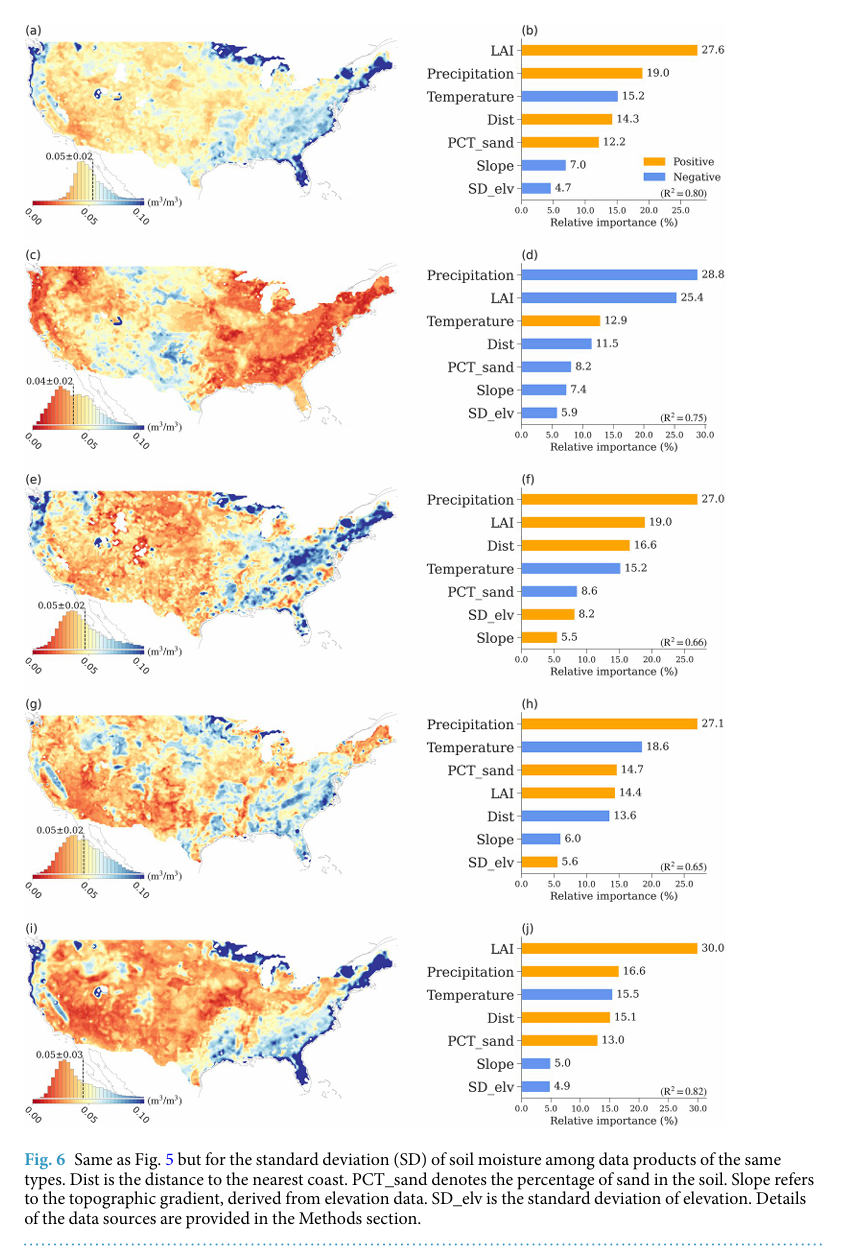 (a)
0.05±0.02
(m³/m³)
0.00
0.05
0.10
(b)
LAI 27.6
Precipitation 19.0
Temperature 15.2
Dist 14.3
PCT_sand 12.2
Slope 7.0
SD_elv 4.7
Positive
Negative
(R² = 0.80)
0.0 5.0 10.0 15.0 20.0 25.0
Relative importance (%)
(c)
0.04±0.02
(m³/m³)
0.00
0.05
0.10
(d)
Precipitation 28.8
LAI 25.4
Temperature 12.9
Dist 11.5
PCT_sand 8.2
Slope 7.4
SD_elv 5.9
(R² = 0.75)
0.0 5.0 10.0 15.0 20.0 25.0 30.0
Relative importance (%)
(e)
0.05±0.02
(m³/m³)
0.00
0.05
0.10
(f)
Precipitation 27.0
LAI 19.0
Dist 16.6
Temperature 15.2
PCT_sand 8.6
SD_elv 8.2
Slope 5.5
(R² = 0.66)
0.0 5.0 10.0 15.0 20.0 25.0
Relative importance (%)
(g)
0.05±0.02
(m³/m³)
0.00
0.05
0.10
(h)
Precipitation 27.1
Temperature 18.6
PCT_sand 14.7
LAI 14.4
Dist 13.6
Slope 6.0
SD_elv 5.6
(R² = 0.65)
0.0 5.0 10.0 15.0 20.0 25.0
Relative importance (%)
(i)
0.05±0.03
(m³/m³)
0.00
0.05
0.10
(j)
LAI 30.0
Precipitation 16.6
Temperature 15.5
Dist 15.1
PCT_sand 13.0
Slope 5.0
SD_elv 4.9
(R² = 0.82)
0.0 5.0 10.0 15.0 20.0 25.0 30.0
Relative importance (%)
Fig. 6 Same as Fig. 5 but for the standard deviation (SD) of soil moisture among data products of the same
types. Dist is the distance to the nearest coast. PCT_sand denotes the percentage of sand in the soil. Slope refers
to the topographic gradient, derived from elevation data. SD_elv is the standard deviation of elevation. Details
of the data sources are provided in the Methods section.